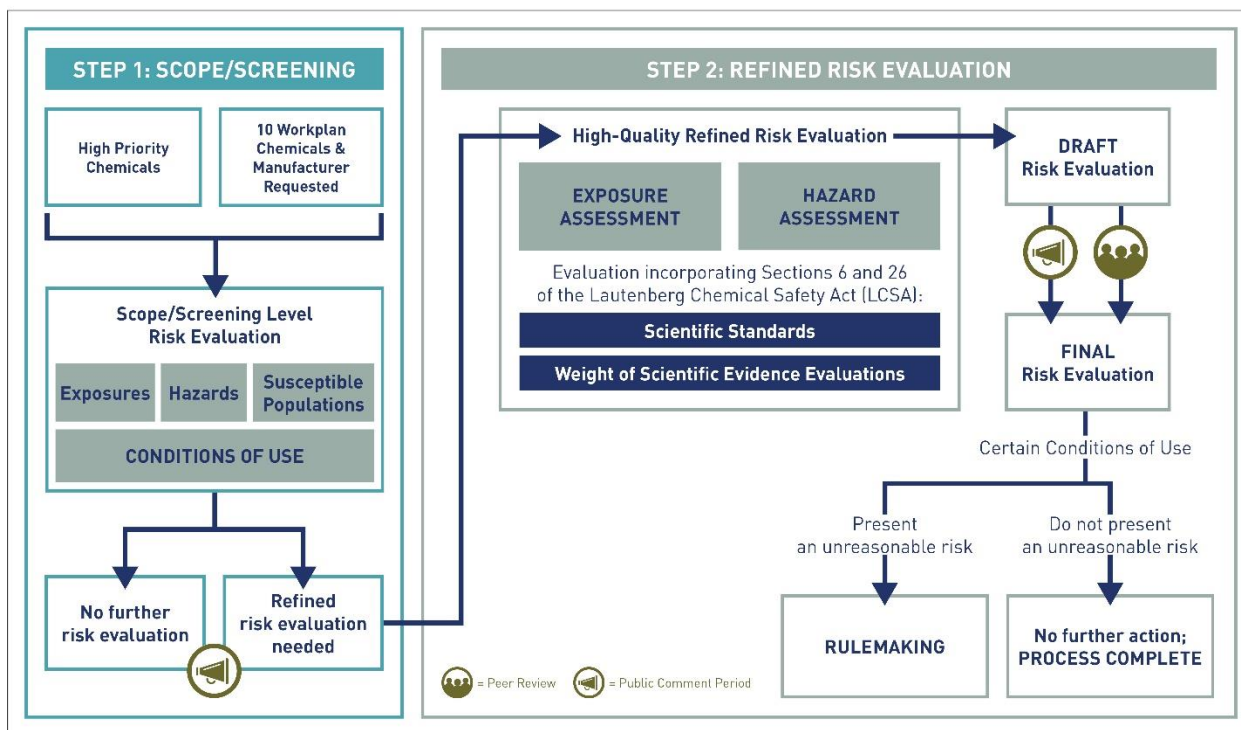 STEP 1: SCOPE/SCREENING
High Priority
Chemicals
10 Workplan
Chemicals &
Manufacturer
Requested
Scope/Screening Level
Risk Evaluation
Exposures
Hazards
Susceptible
Populations
CONDITIONS OF USE
No further
risk evaluation
Refined
risk evaluation
needed
STEP 2: REFINED RISK EVALUATION
High-Quality Refined Risk Evaluation
EXPOSURE
ASSESSMENT
HAZARD
ASSESSMENT
Evaluation incorporating Sections 6 and 26
of the Lautenberg Chemical Safety Act (LCSA):
Scientific Standards
Weight of Scientific Evidence Evaluations
DRAFT
Risk Evaluation
FINAL
Risk Evaluation
Certain Conditions of Use
Present
an unreasonable risk
Do not present
an unreasonable risk
RULEMAKING
No further action;
PROCESS COMPLETE
= Peer Review
= Public Comment Period